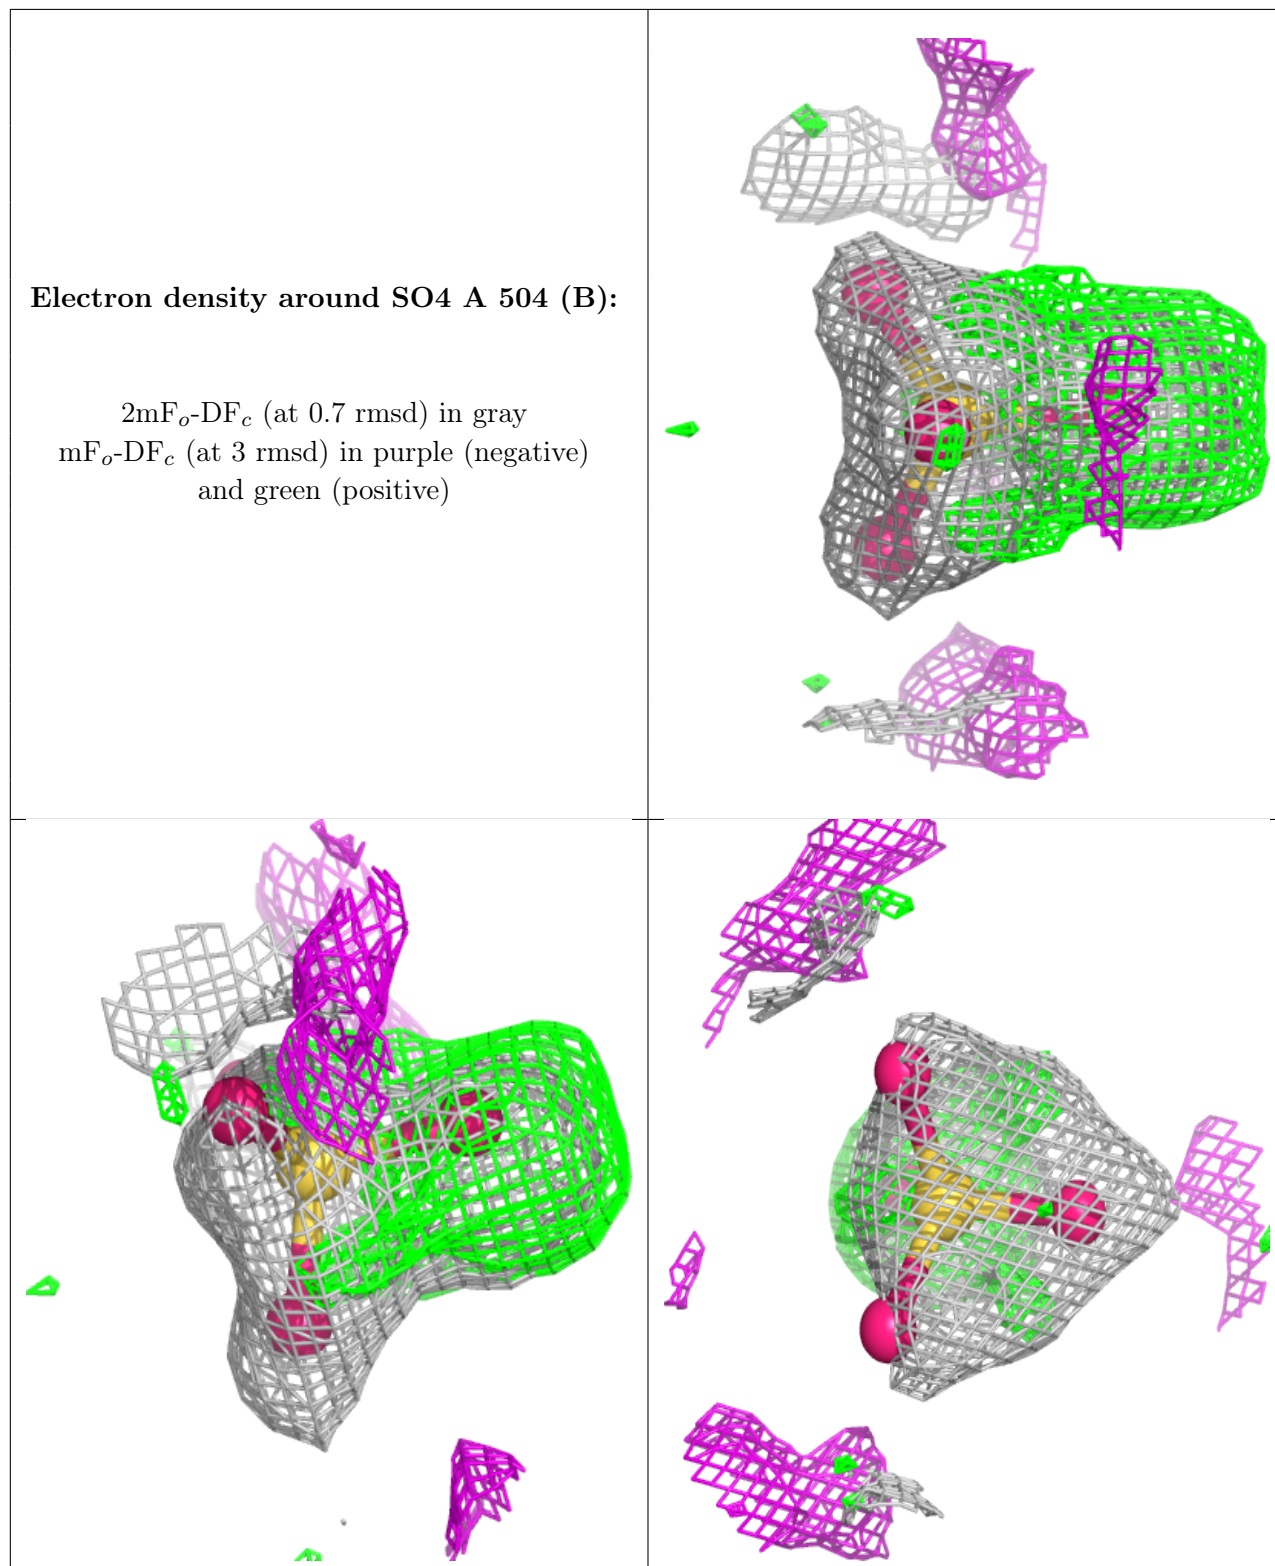 Electron density around SO4 A 504 (B):
2mFo-DFc (at 0.7 rmsd) in gray
mFo-DFc (at 3 rmsd) in purple (negative)
and green (positive)